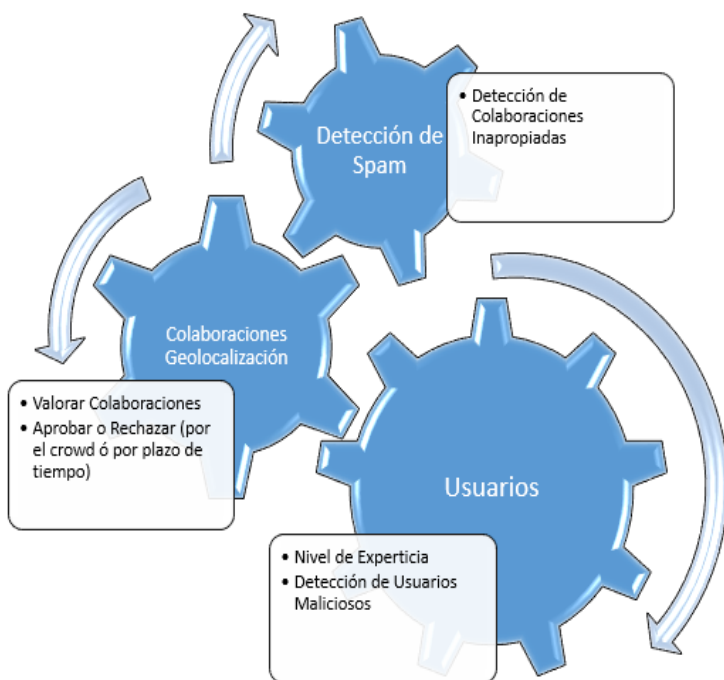 Detección de
Spam
• Detección de
Colaboraciones
Inapropiadas
Colaboraciones
Geolocalización
• Valorar Colaboraciones
• Aprobar o Rechazar (por
el crowd ó por plazo de
tiempo)
Usuarios
• Nivel de Experticia
• Detección de Usuarios
Maliciosos